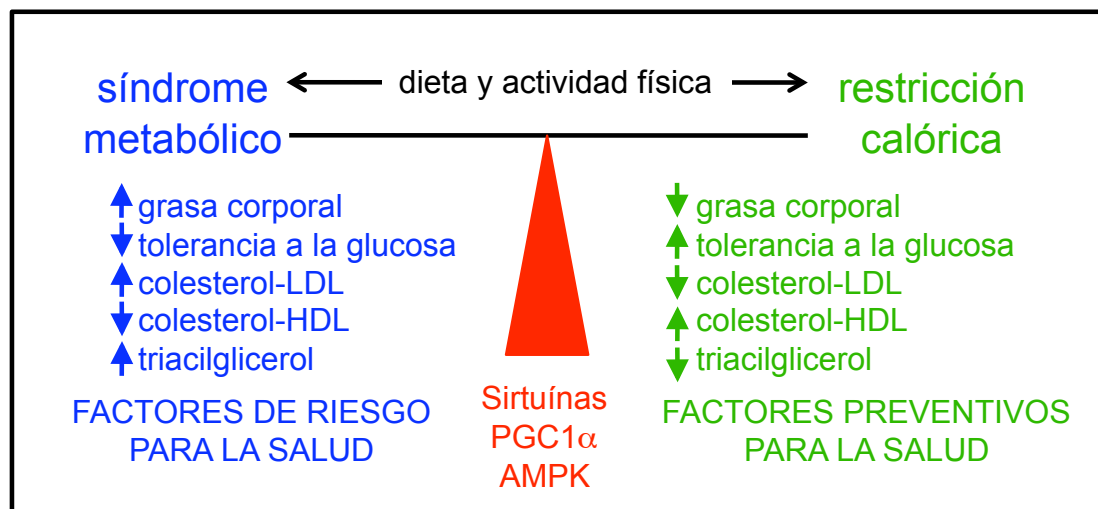 dieta y actividad física
síndrome
metabólico
↑ grasa corporal
↓ tolerancia a la glucosa
↑ colesterol-LDL
↓ colesterol-HDL
↑ triacilglicerol
FACTORES DE RIESGO
PARA LA SALUD
Sirtuínas
PGC1α
AMPK
restricción
calórica
↓ grasa corporal
↑ tolerancia a la glucosa
↓ colesterol-LDL
↑ colesterol-HDL
↓ triacilglicerol
FACTORES PREVENTIVOS
PARA LA SALUD